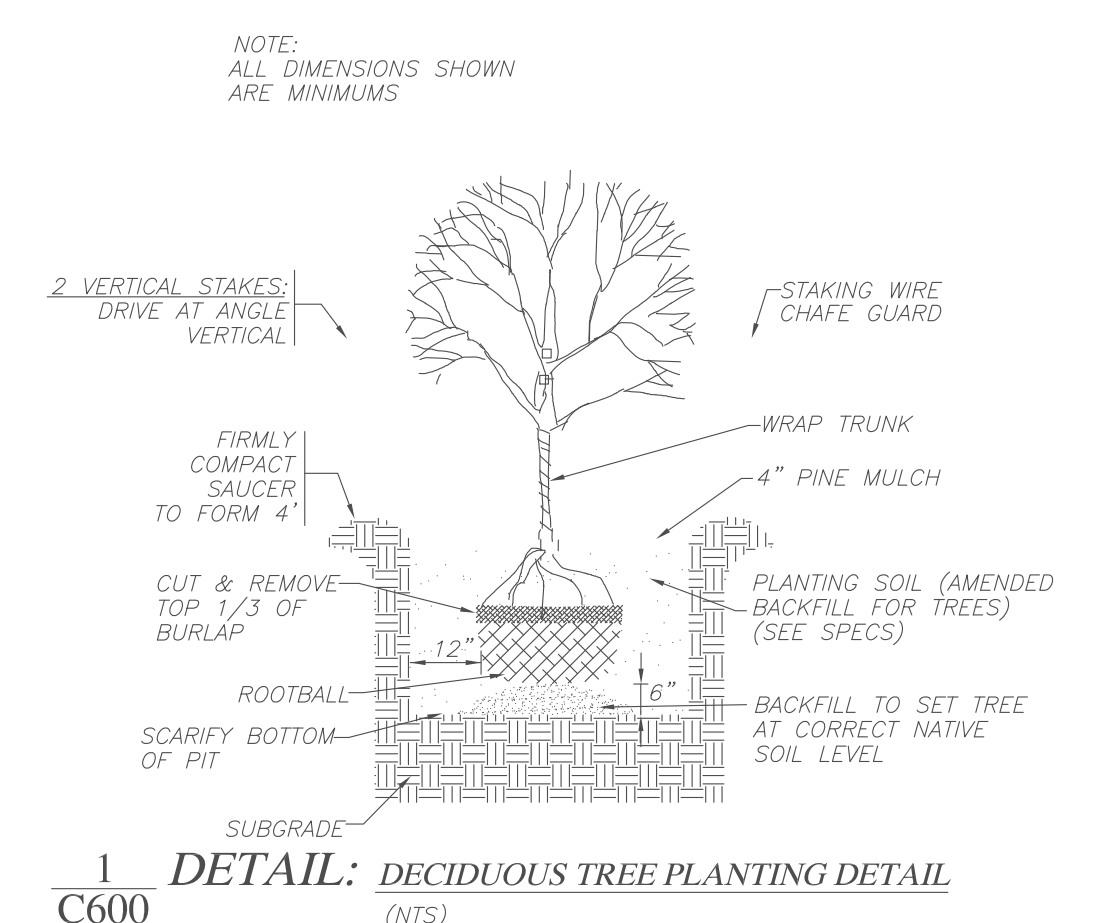 NOTE:
ALL DIMENSIONS SHOWN
ARE MINIMUMS
2 VERTICAL STAKES:
DRIVE AT ANGLE
VERTICAL
STAKING WIRE
CHAFE GUARD
WRAP TRUNK
FIRMLY
COMPACT
SAUCER
TO FORM 4'
4" PINE MULCH
CUT & REMOVE
TOP 1/3 OF
BURLAP
PLANTING SOIL (AMENDED
BACKFILL FOR TREES)
(SEE SPECS)
12"
ROOTBALL
6"
BACKFILL TO SET TREE
AT CORRECT NATIVE
SOIL LEVEL
SCARIFY BOTTOM
OF PIT
SUBGRADE
1
C600
DETAIL: DECIDUOUS TREE PLANTING DETAIL
(NTS)